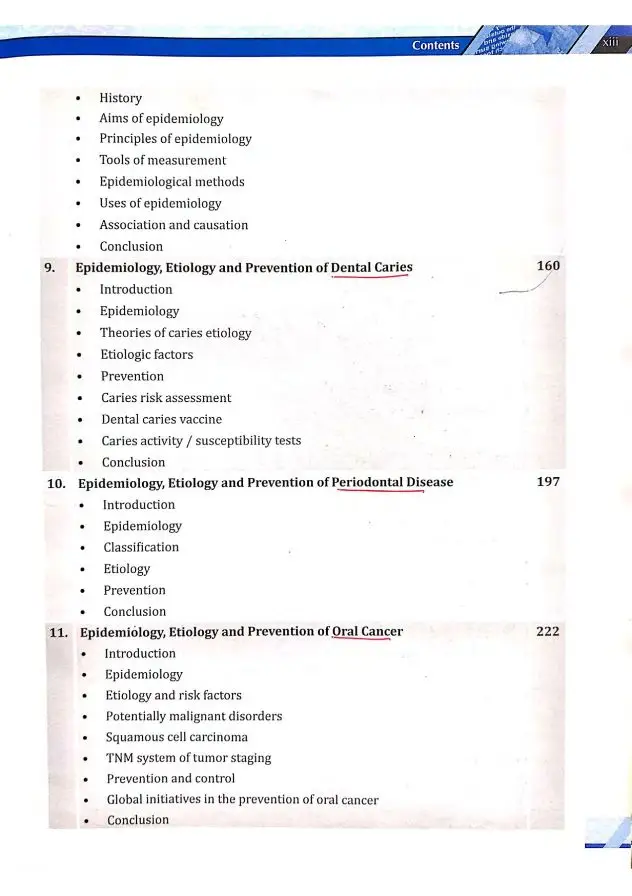 Contents xiii
• History
• Aims of epidemiology
• Principles of epidemiology
• Tools of measurement
• Epidemiological methods
• Uses of epidemiology
• Association and causation
• Conclusion
9. Epidemiology, Etiology and Prevention of Dental Caries 160
• Introduction
• Epidemiology
• Theories of caries etiology
• Etiologic factors
• Prevention
• Caries risk assessment
• Dental caries vaccine
• Caries activity / susceptibility tests
• Conclusion
10. Epidemiology, Etiology and Prevention of Periodontal Disease 197
• Introduction
• Epidemiology
• Classification
• Etiology
• Prevention
• Conclusion
11. Epidemiology, Etiology and Prevention of Oral Cancer 222
• Introduction
• Epidemiology
• Etiology and risk factors
• Potentially malignant disorders
• Squamous cell carcinoma
• TNM system of tumor staging
• Prevention and control
• Global initiatives in the prevention of oral cancer
• Conclusion